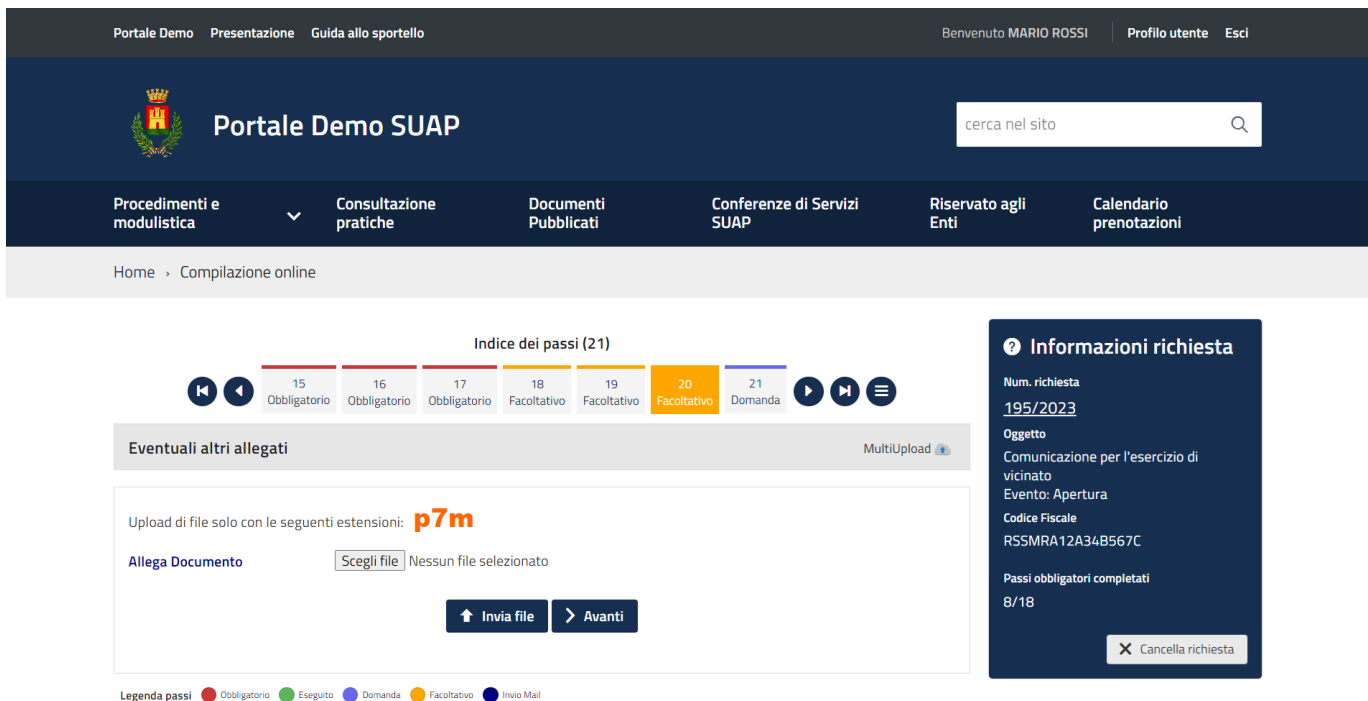 Portale Demo Presentazione Guida allo sportello
Benvenuto MARIO ROSSI Profilo utente Esci
Portale Demo SUAP
cerca nel sito
Procedimenti e modulistica
Consultazione pratiche
Documenti Pubblicati
Conferenze di Servizi SUAP
Riservato agli Enti
Calendario prenotazioni
Home › Compilazione online
Indice dei passi (21)
15 Obbligatorio
16 Obbligatorio
17 Obbligatorio
18 Facoltativo
19 Facoltativo
20 Facoltativo
21 Domanda
Eventuali altri allegati
MultiUpload
Upload di file solo con le seguenti estensioni: p7m
Allega Documento Scegli file Nessun file selezionato
Invia file Avanti
Legenda passi Obbligatorio Eseguito Domanda Facoltativo Invio Mail
Informazioni richiesta
Num. richiesta
195/2023
Oggetto
Comunicazione per l'esercizio di
vicinato
Evento: Apertura
Codice Fiscale
RSSMRA12A34B567C
Passi obbligatori completati
8/18
Cancella richiesta